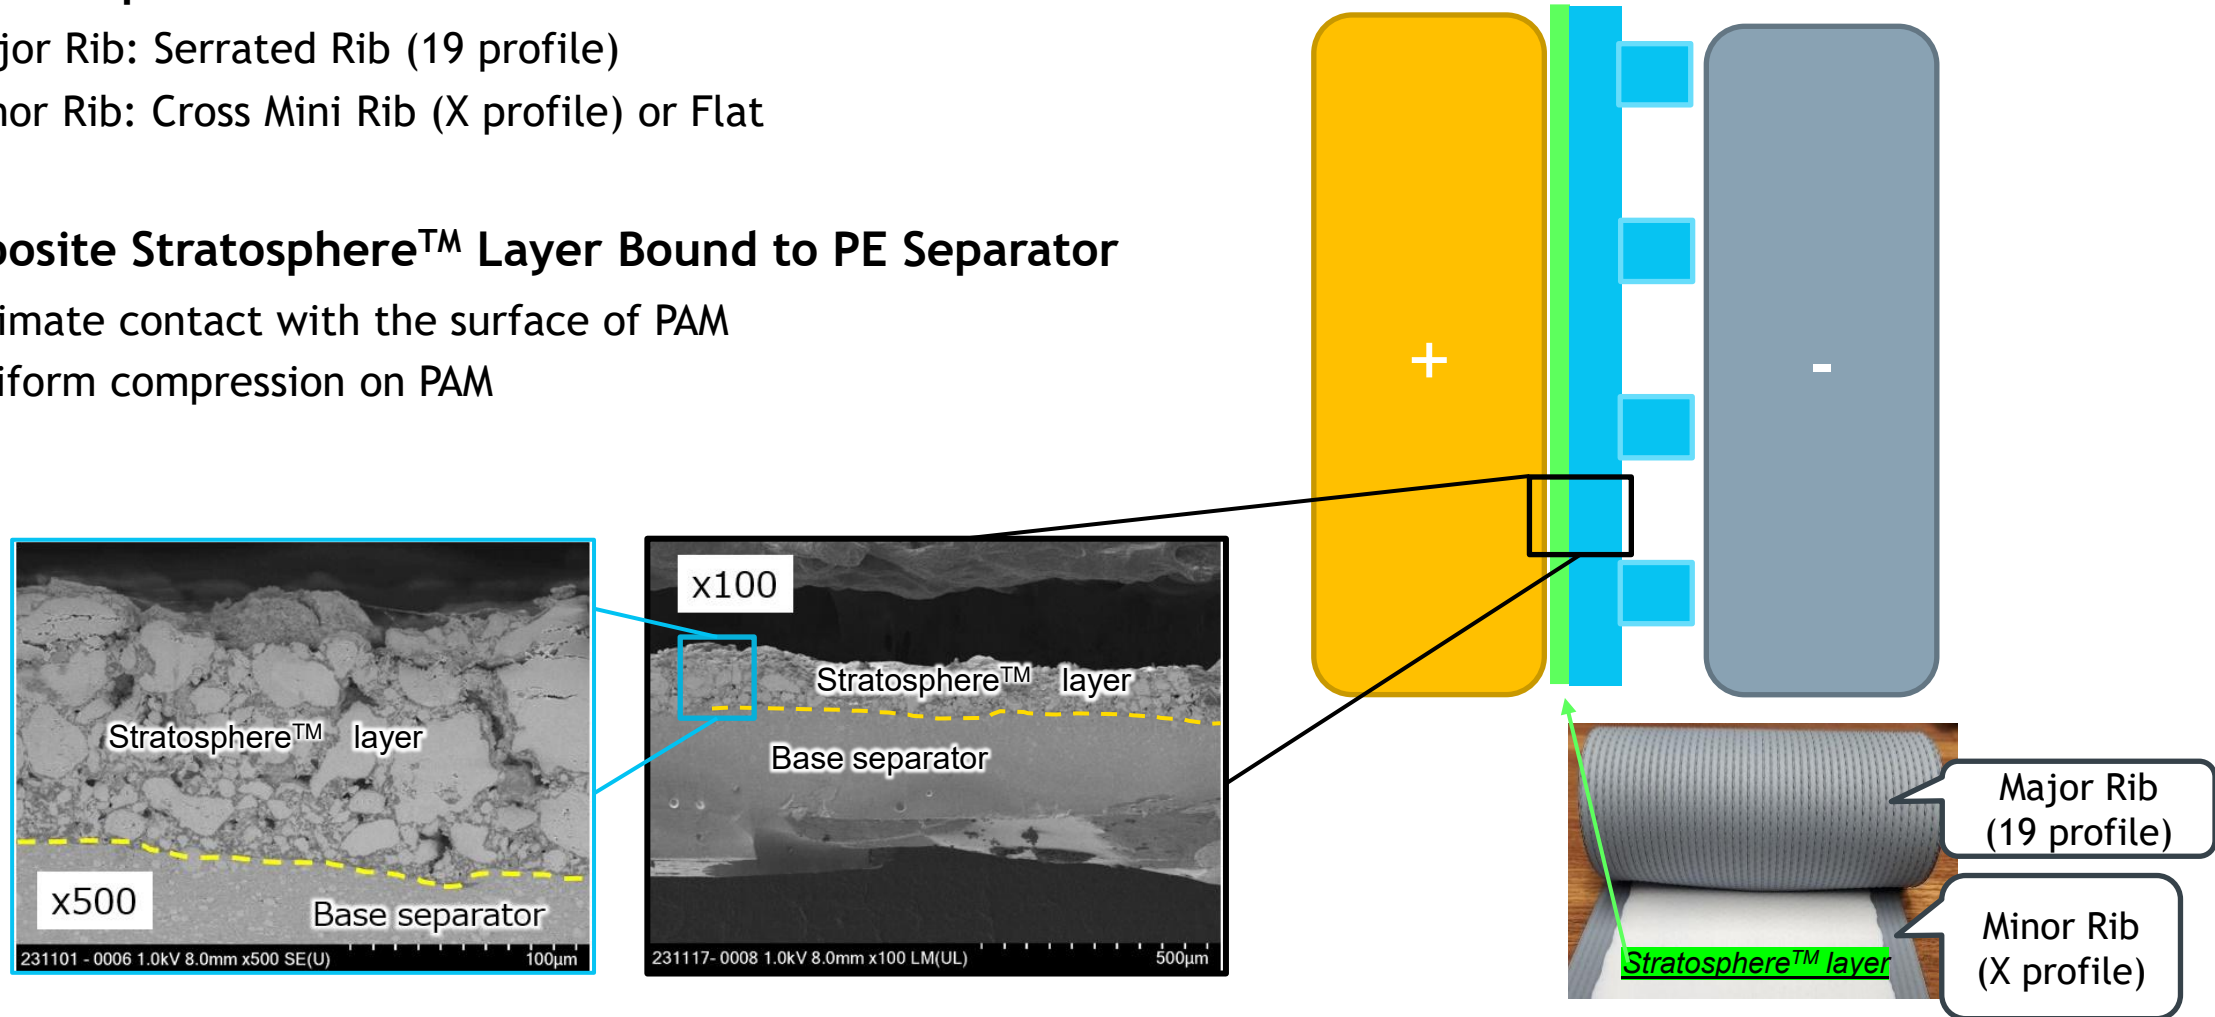 jor Rib: Serrated Rib (19 profile)
nor Rib: Cross Mini Rib (X profile) or Flat
posite Stratosphere™ Layer Bound to PE Separator
timate contact with the surface of PAM
iform compression on PAM
+
-
x100
Stratosphere™ layer
Base separator
231117- 0008 1.0kV 8.0mm x100 LM(UL)
500µm
Stratosphere™ layer
x500
Base separator
231101 - 0006 1.0kV 8.0mm x500 SE(U)
100µm
Major Rib
(19 profile)
Minor Rib
(X profile)
Stratosphere™ layer